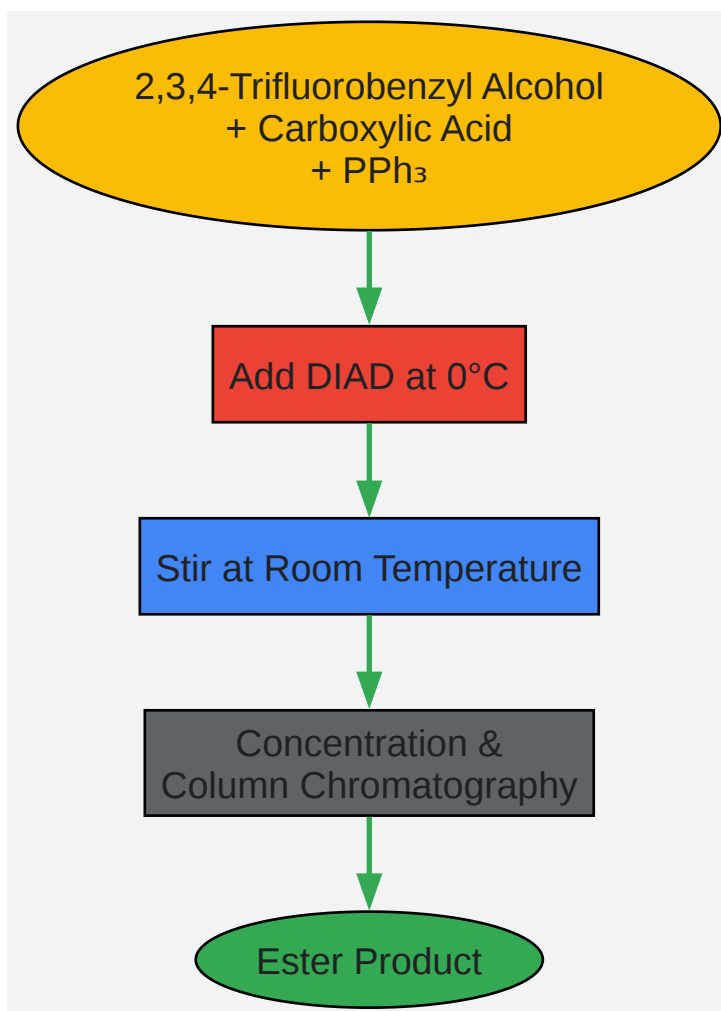 2,3,4-Trifluorobenzyl Alcohol
+ Carboxylic Acid
+ PPh₃
Add DIAD at 0°C
Stir at Room Temperature
Concentration &
Column Chromatography
Ester Product